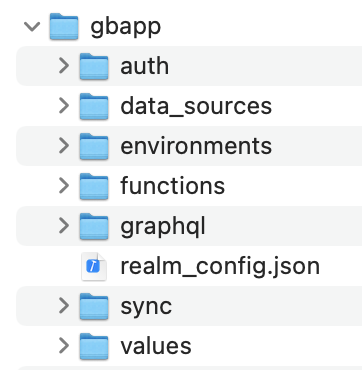 gbapp
auth
data_sources
environments
functions
graphql
realm_config.json
sync
values